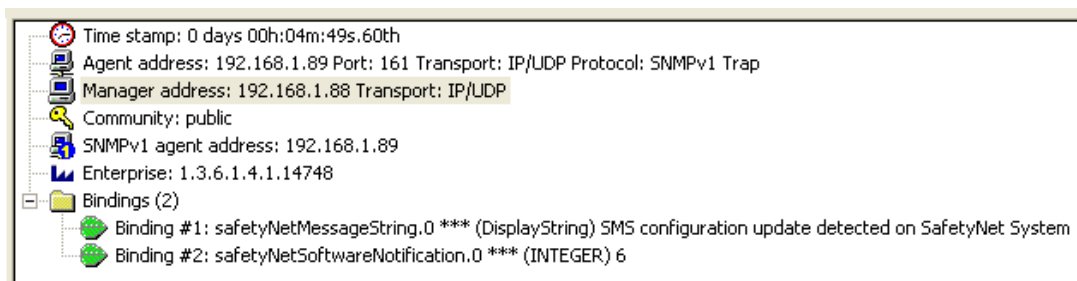 Time stamp: 0 days 00h:04m:49s.60th
Agent address: 192.168.1.89 Port: 161 Transport: IP/UDP Protocol: SNMPv1 Trap
Manager address: 192.168.1.88 Transport: IP/UDP
Community: public
SNMPv1 agent address: 192.168.1.89
Enterprise: 1.3.6.1.4.1.14748
Bindings (2)
Binding #1: safetyNetMessageString.0 *** (DisplayString) SMS configuration update detected on SafetyNet System
Binding #2: safetyNetSoftwareNotification.0 *** (INTEGER) 6